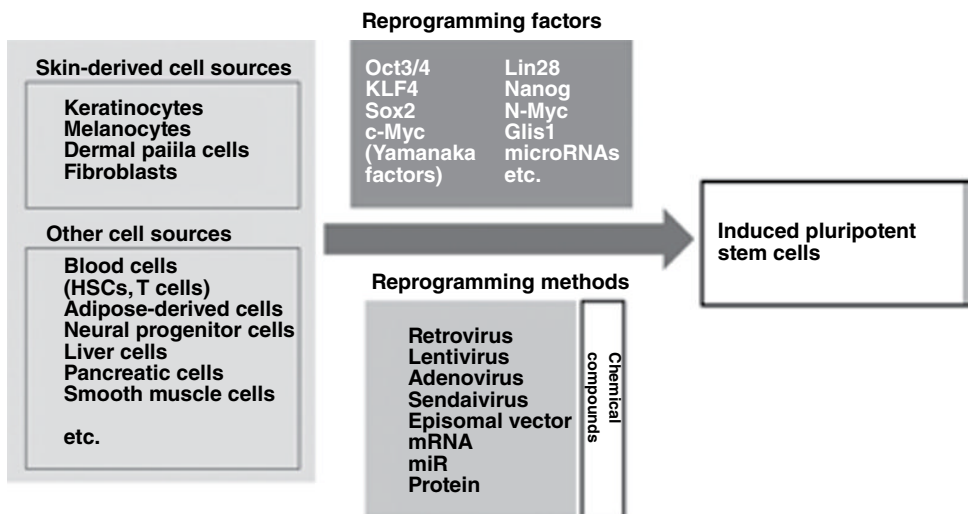 Skin-derived cell sources
Keratinocytes
Melanocytes
Dermal paiila cells
Fibroblasts
Other cell sources
Blood cells
(HSCs, T cells)
Adipose-derived cells
Neural progenitor cells
Liver cells
Pancreatic cells
Smooth muscle cells
etc.
Reprogramming factors
Oct3/4
KLF4
Sox2
c-Myc
(Yamanaka
factors)
Lin28
Nanog
N-Myc
Glis1
microRNAs
etc.
Reprogramming methods
Retrovirus
Lentivirus
Adenovirus
Sendaivirus
Episomal vector
mRNA
miR
Protein
Chemical
compounds
Induced pluripotent
stem cells